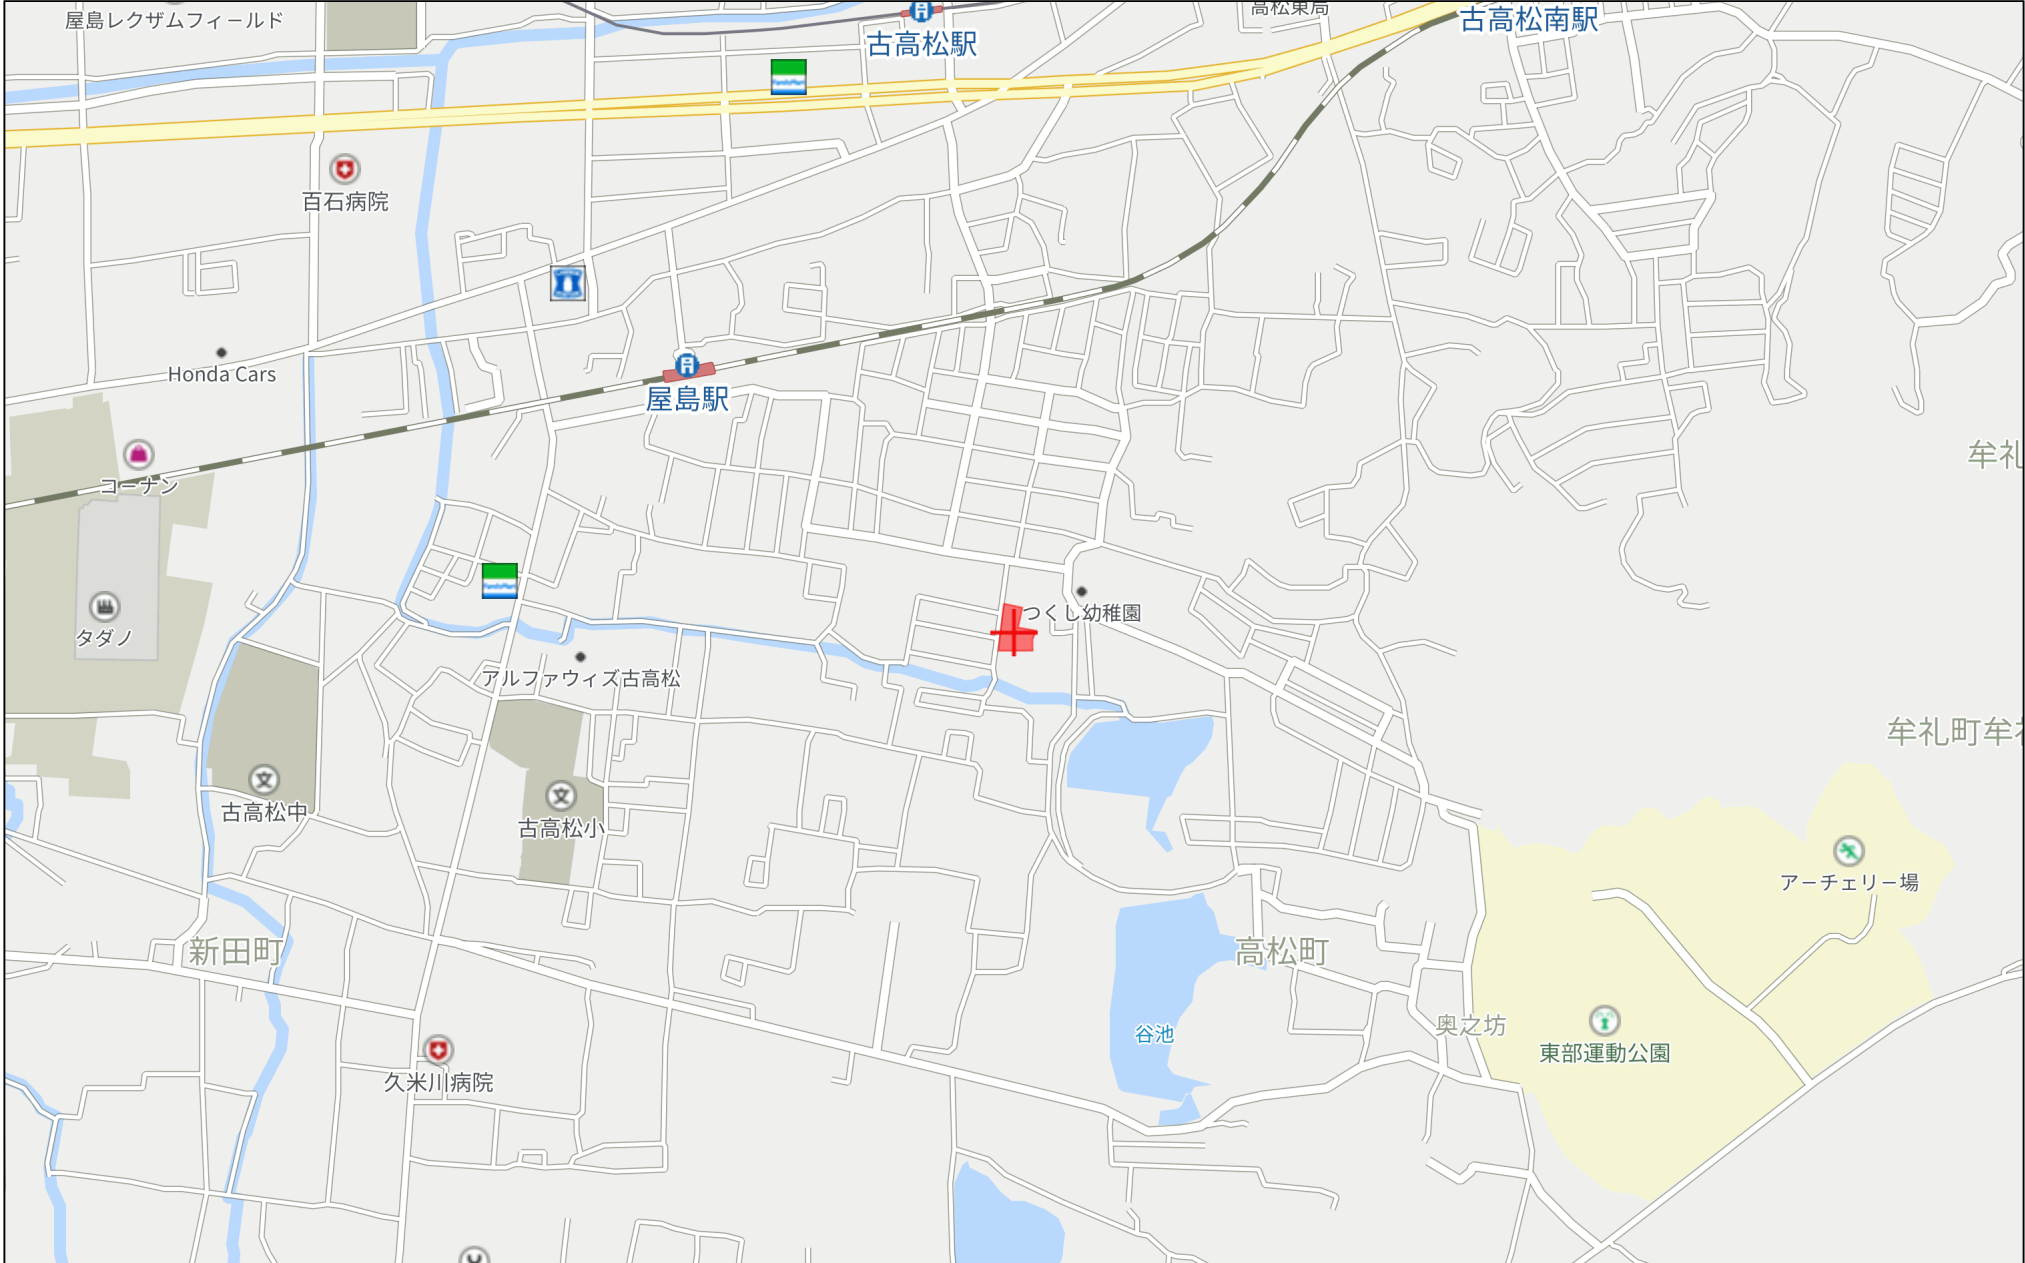 屋島レクザムフィールド
高松東局
古高松南駅
古高松駅
百石病院
Honda Cars
屋島駅
コーナン
牟礼
タダノ
つくし幼稚園
アルファウィズ古高松
牟礼町牟礼
古高松中
古高松小
アーチェリー場
新田町
高松町
谷池
奥之坊
東部運動公園
久米川病院